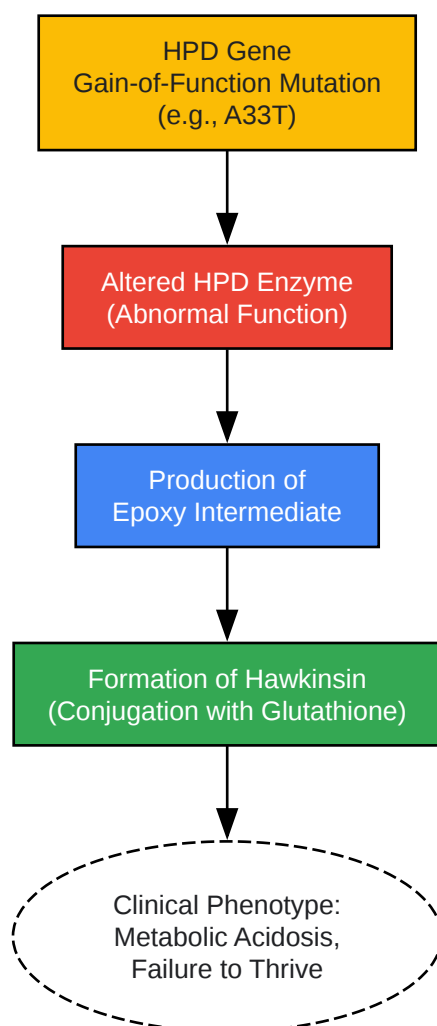 HPD Gene
Gain-of-Function Mutation
(e.g., A33T)
Altered HPD Enzyme
(Abnormal Function)
Production of
Epoxy Intermediate
Formation of Hawkinsin
(Conjugation with Glutathione)
Clinical Phenotype:
Metabolic Acidosis,
Failure to Thrive